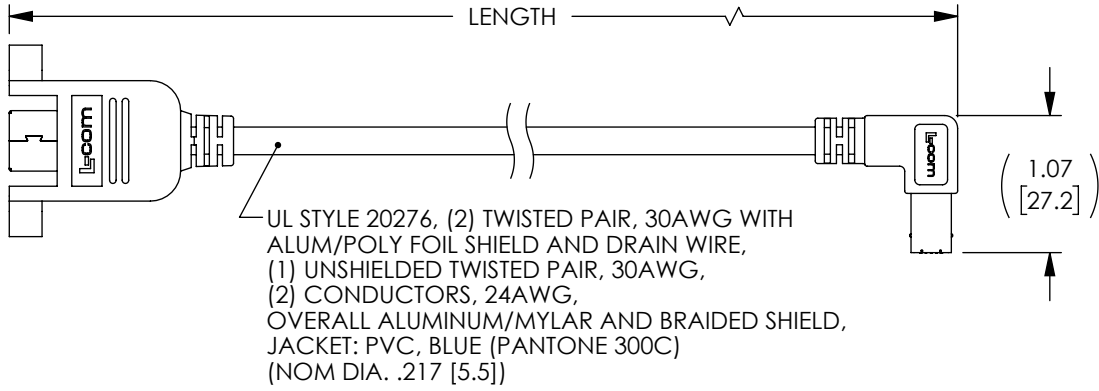 LENGTH
L-com
L-com
1.07
[27.2]
UL STYLE 20276, (2) TWISTED PAIR, 30AWG WITH
ALUM/POLY FOIL SHIELD AND DRAIN WIRE,
(1) UNSHIELDED TWISTED PAIR, 30AWG,
(2) CONDUCTORS, 24AWG,
OVERALL ALUMINUM/MYLAR AND BRAIDED SHIELD,
JACKET: PVC, BLUE (PANTONE 300C)
(NOM DIA. .217 [5.5])